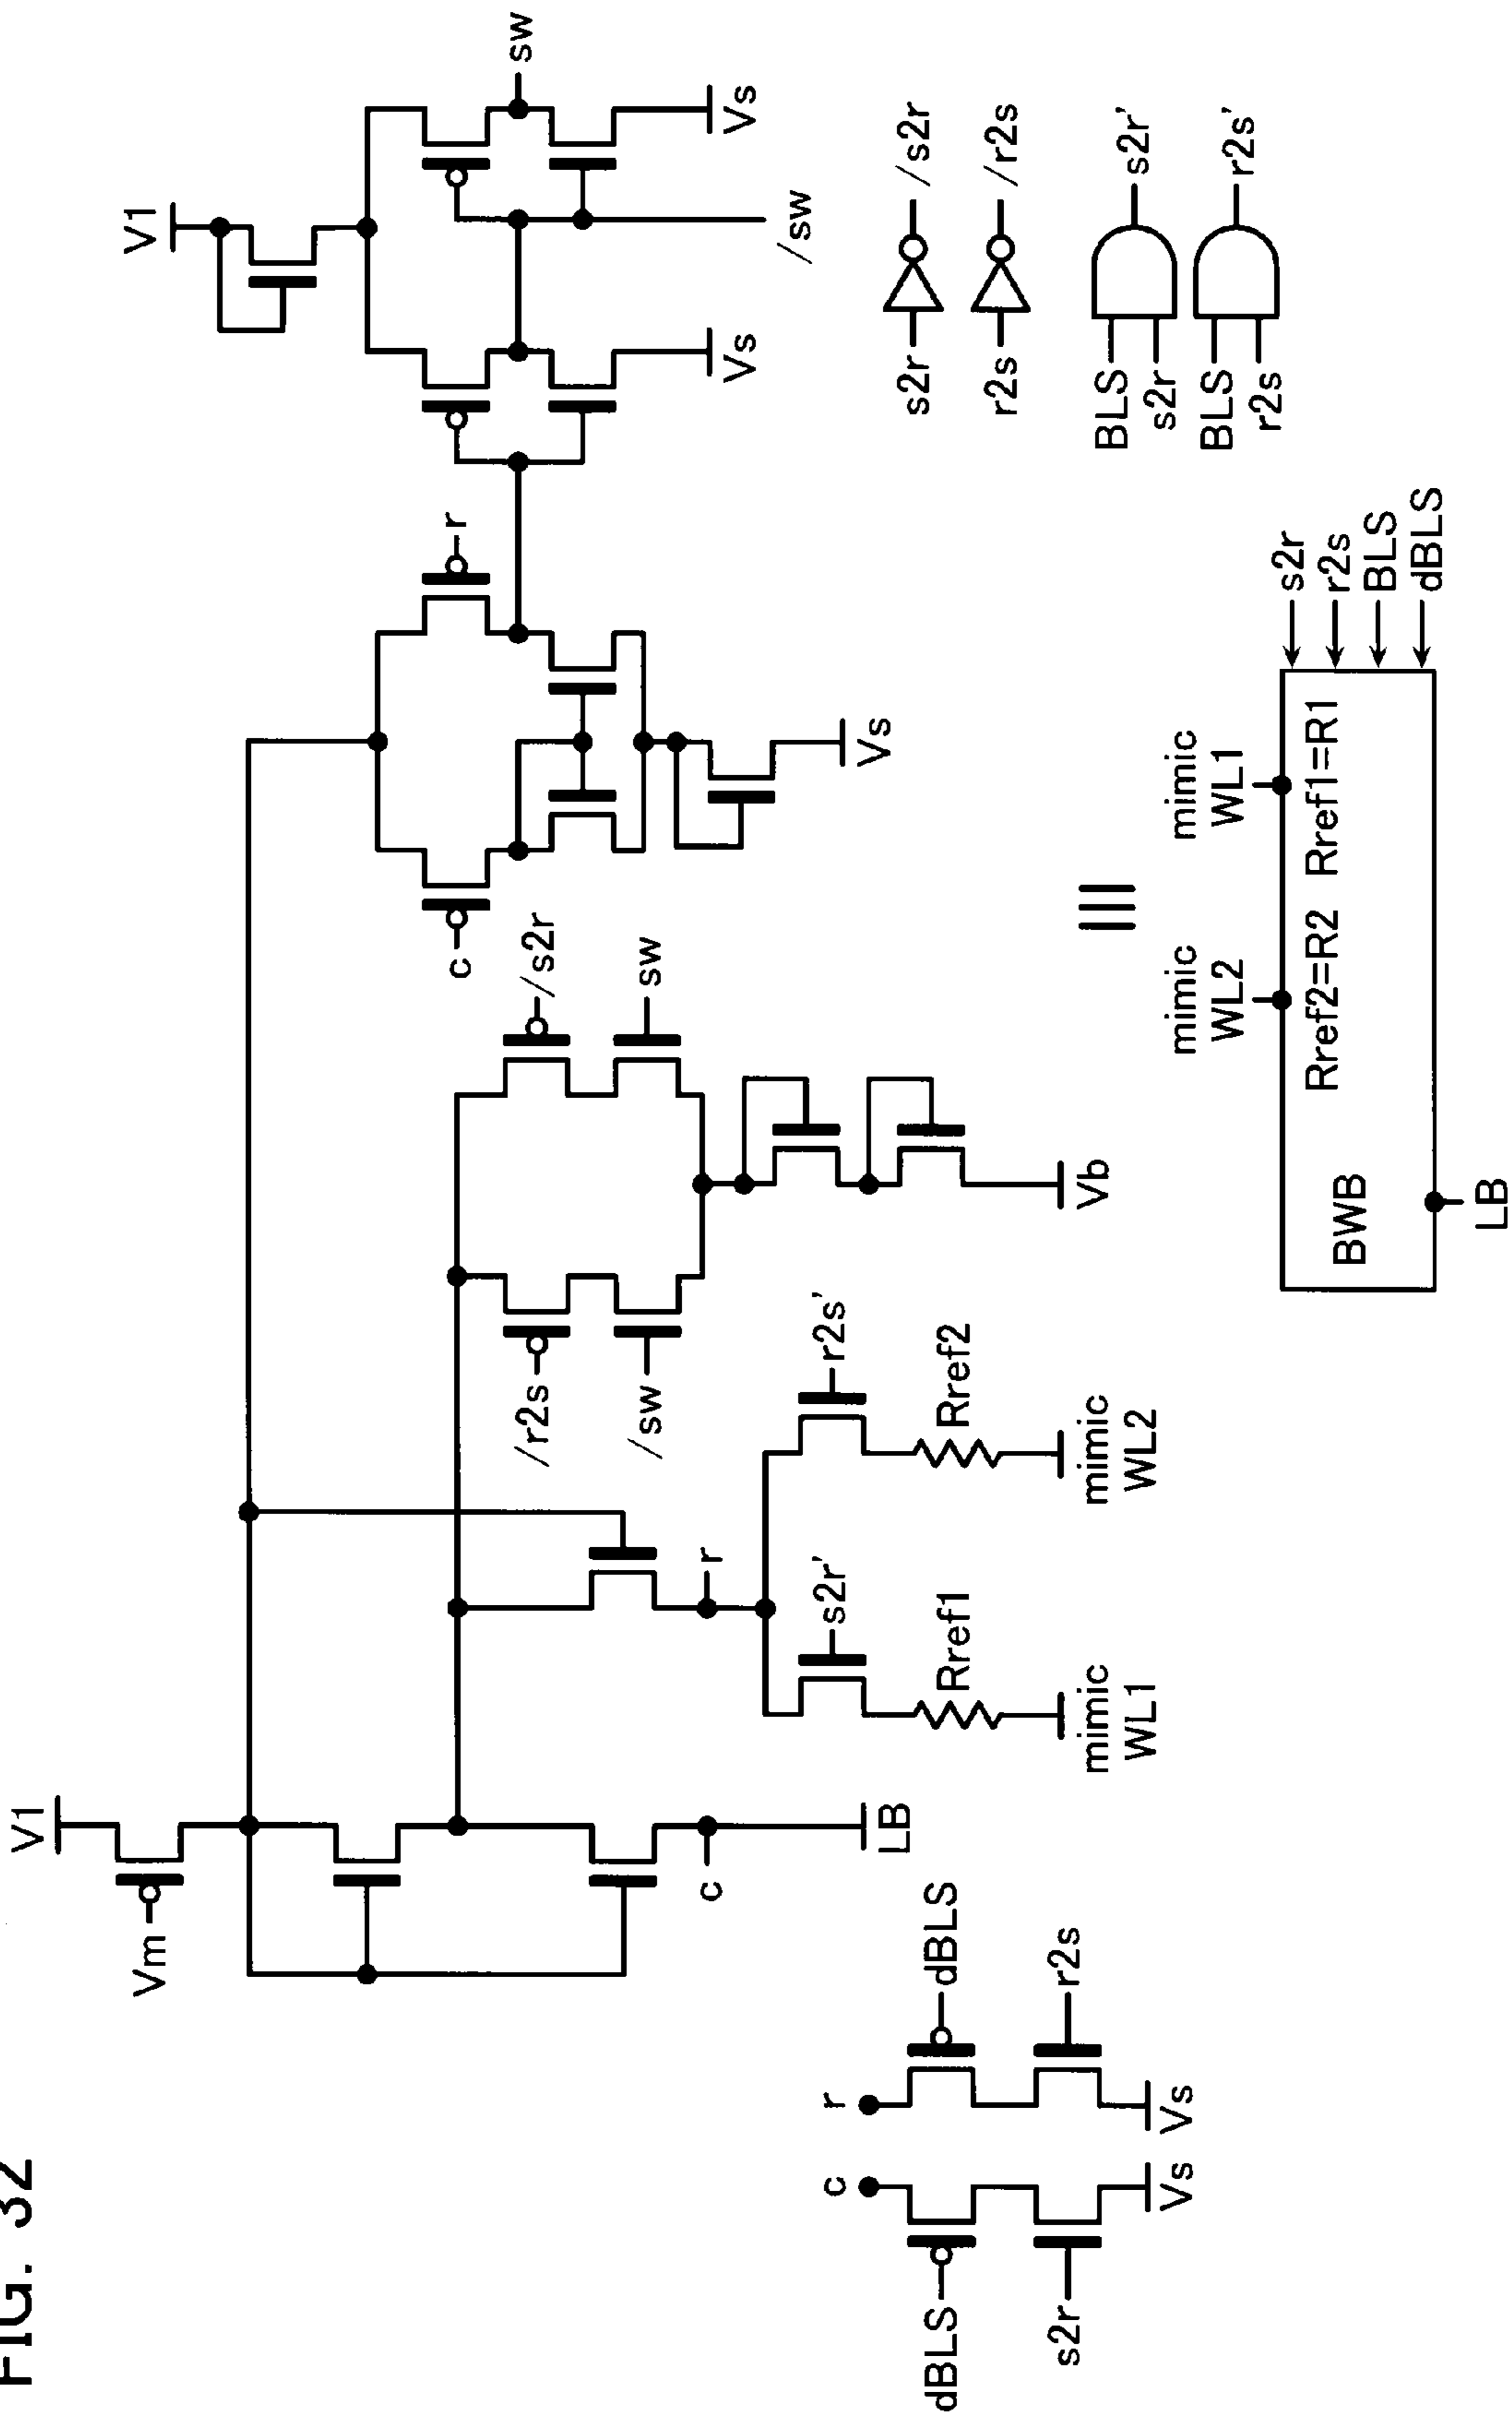 FIG. 32
V1
Vm
c
LB
r
s2r'
Rref1
mimic
WL1
r2s'
Rref2
mimic
WL2
/r2s
/sw
/s2r
sw
Vb
c
r
Vs
V1
Vs
/sw
sw
Vs
c
dBLS
s2r
Vs
r
dBLS
r2s
Vs
s2r
/s2r
r2s
/r2s
BLS
s2r
s2r'
BLS
r2s
r2s'
mimic
WL2
mimic
WL1
BWB
Rref2=R2 Rref1=R1
s2r
r2s
BLS
dBLS
LB